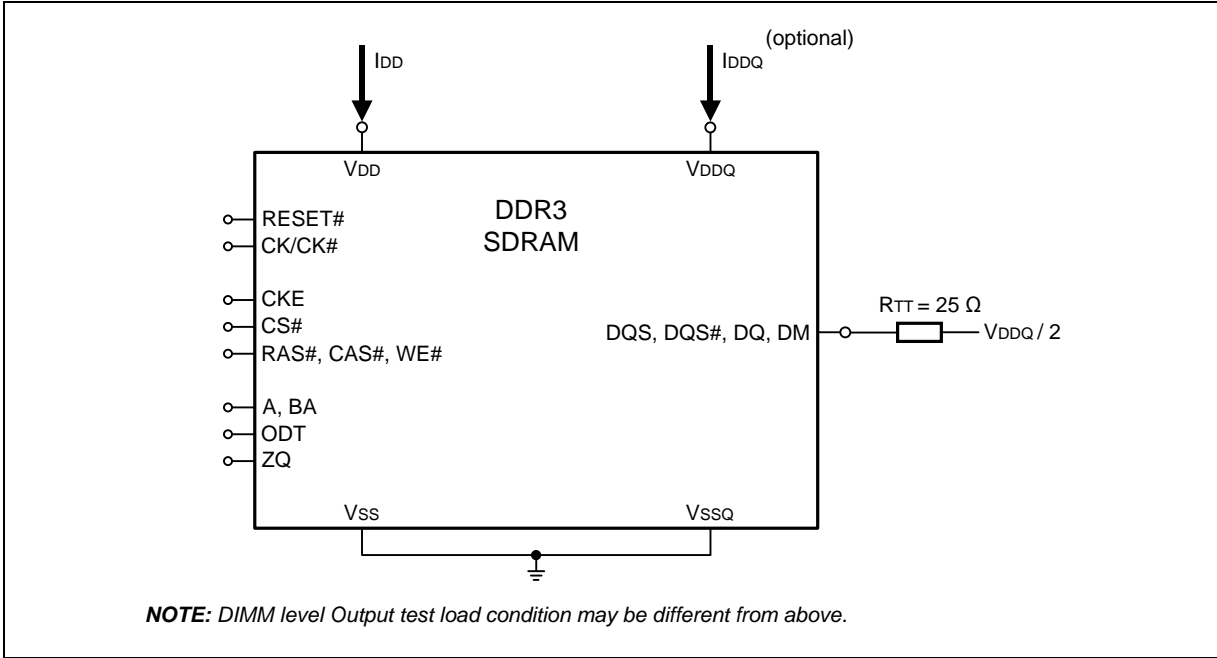 (optional)
IDD
IDDQ
VDD
VDDQ
DDR3
SDRAM
RESET#
CK/CK#
CKE
CS#
RAS#, CAS#, WE#
A, BA
ODT
ZQ
DQS, DQS#, DQ, DM
RTT = 25 Ω
VDDQ / 2
VSS
VSSQ
NOTE: DIMM level Output test load condition may be different from above.